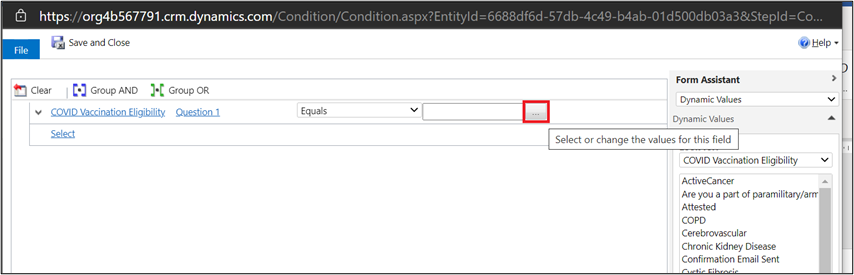 https://org4b567791.crm.dynamics.com/Condition/Condition.aspx?EntityId=6688df6d-57db-4c49-b4ab-01d500db03a3&StepId=Co...
File Save and Close Help
Clear Group AND Group OR
COVID Vaccination Eligibility Question 1 Equals ...
Select
Select or change the values for this field
Form Assistant
Dynamic Values
Dynamic Values
COVID Vaccination Eligibility
ActiveCancer
Are you a part of paramilitary/arm
Attested
COPD
Cerebrovascular
Chronic Kidney Disease
Confirmation Email Sent
Cystic Fibrosis